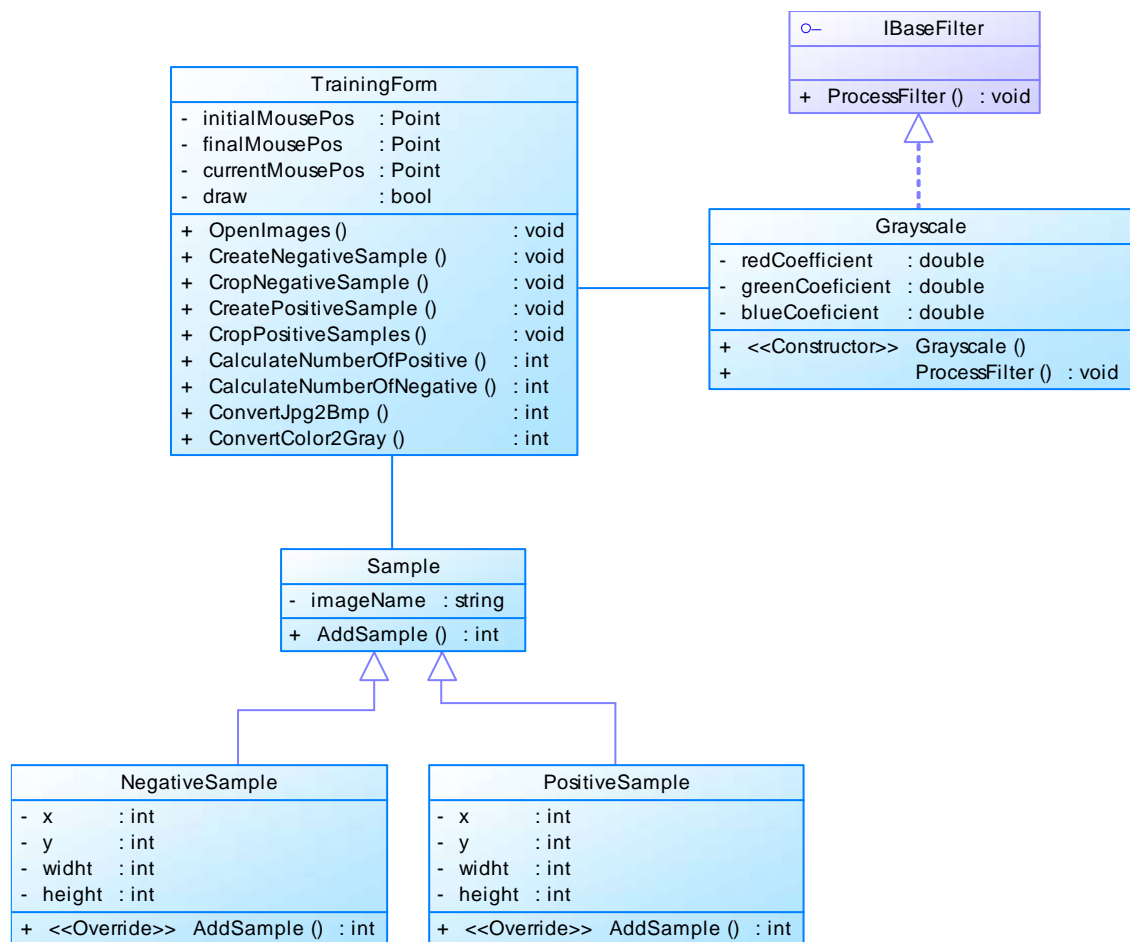 IBaseFilter
+ ProcessFilter () : void
TrainingForm
- initialMousePos : Point
- finalMousePos : Point
- currentMousePos : Point
- draw : bool
+ OpenImages () : void
+ CreateNegativeSample () : void
+ CropNegativeSample () : void
+ CreatePositiveSample () : void
+ CropPositiveSamples () : void
+ CalculateNumberOfPositive () : int
+ CalculateNumberOfNegative () : int
+ ConvertJpg2Bmp () : int
+ ConvertColor2Gray () : int
Grayscale
- redCoefficient : double
- greenCoeficient : double
- blueCoeficient : double
+ <<Constructor>> Grayscale ()
+ ProcessFilter () : void
Sample
- imageName : string
+ AddSample () : int
NegativeSample
- x : int
- y : int
- widht : int
- height : int
+ <<Override>> AddSample () : int
PositiveSample
- x : int
- y : int
- widht : int
- height : int
+ <<Override>> AddSample () : int